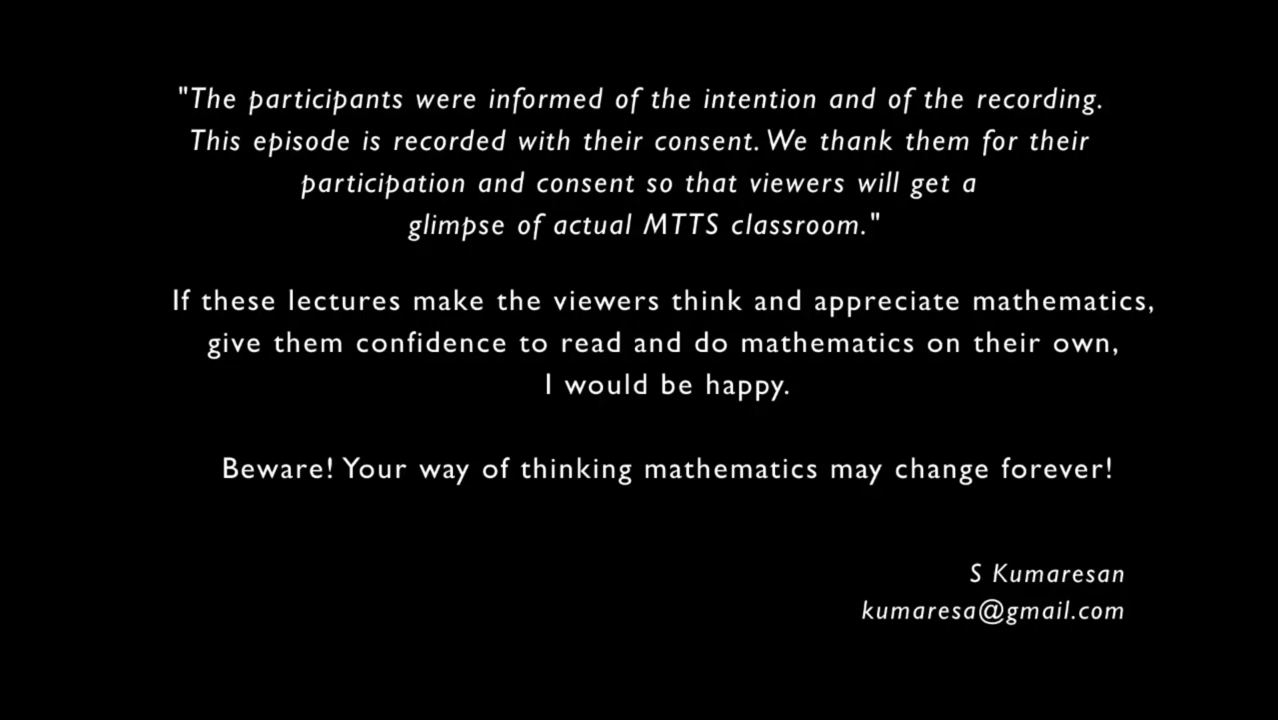 "The participants were informed of the intention and of the recording.
This episode is recorded with their consent. We thank them for their
participation and consent so that viewers will get a
glimpse of actual MTTS classroom."
If these lectures make the viewers think and appreciate mathematics,
give them confidence to read and do mathematics on their own,
I would be happy.
Beware! Your way of thinking mathematics may change forever!
S Kumaresan
kumaresa@gmail.com